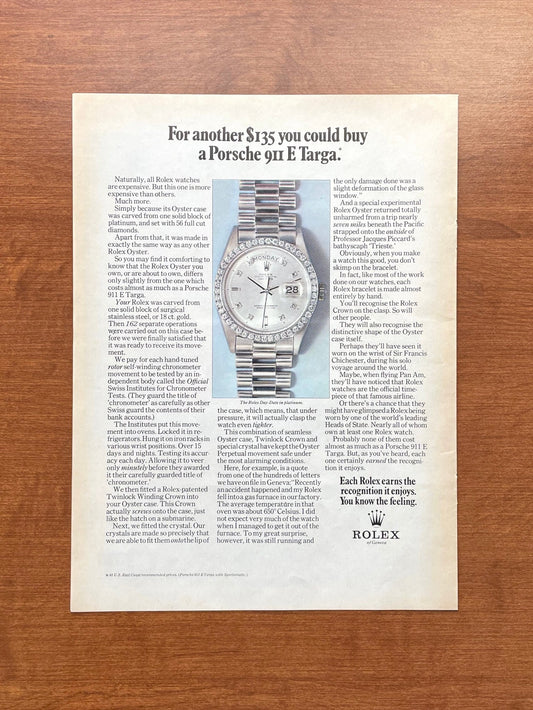 For another $135 you could buy
a Porsche 911 E Targa.*
Naturally, all Rolex watches
are expensive. But this one is more
expensive than others.
Much more.
Simply because its Oyster case
was carved from one solid block of
platinum, and set with 56 full cut
diamonds.
Apart from that, it was made in
exactly the same way as any other
Rolex Oyster.
So you may find it comforting to
know that the Rolex Oyster you
own, or are about to own, differs
only slightly from the one which
costs almost as much as a Porsche
911 E Targa.
Your Rolex was carved from
one solid block of surgical
stainless steel, or 18 ct. gold.
Then 162 separate operations
were carried out on this case be-
fore we were finally satisfied that
it was ready to receive its move-
ment.
We pay for each hand-tuned
rotor self-winding chronometer
movement to be tested by an in-
dependent body called the Official
Swiss Institutes for Chronometer
Tests. (They guard the title of
'chronometer' as carefully as other
Swiss guard the contents of their
bank accounts.)
The Institutes put this move-
ment into ovens. Locked it in re-
frigerators. Hung it on iron racks in
various wrist positions. Over 15
days and nights. Testing its accur-
acy each day. Allowing it to veer
only minutely before they awarded
it their carefully guarded title of
'chronometer.'
We then fitted a Rolex-patented
Twinlock Winding Crown into
your Oyster case. This Crown
actually screws onto the case, just
like the hatch on a submarine.
Next, we fitted the crystal. Our
crystals are made so precisely that
we are able to fit them onto the lip of
MONDAY
28
The Rolex Day-Date in platinum.
the case, which means, that under
pressure, it will actually clasp the
watch even tighter.
This combination of seamless
Oyster case, Twinlock Crown and
special crystal have kept the Oyster
Perpetual movement safe under
the most alarming conditions.
Here, for example, is a quote
from one of the hundreds of letters
we have on file in Geneva: "Recently
an accident happened and my Rolex
fell into a gas furnace in our factory.
The average temperature in that
oven was about 650° Celsius. I did
not expect very much of the watch
when I managed to get it out of the
furnace. To my great surprise,
however, it was still running and
the only damage done was a
slight deformation of the glass
window."
And a special experimental
Rolex Oyster returned totally
unharmed from a trip nearly
seven miles beneath the Pacific
strapped onto the outside of
Professor Jacques Piccard's
bathyscaph 'Trieste.'
Obviously, when you make
a watch this good, you don't
skimp on the bracelet.
In fact, like most of the work
done on our watches, each
Rolex bracelet is made almost
entirely by hand.
You'll recognise the Rolex
Crown on the clasp. So will
other people.
They will also recognise the
distinctive shape of the Oyster
case itself.
Perhaps they'll have seen it
worn on the wrist of Sir Francis
Chichester, during his solo
voyage around the world.
Maybe, when flying Pan Am,
they'll have noticed that Rolex
watches are the official time-
piece of that famous airline.
Or there's a chance that they
might have glimpsed a Rolex being
worn by one of the world's leading
Heads of State. Nearly all of whom
own at least one Rolex watch.
Probably none of them cost
almost as much as a Porsche 911 E
Targa. But, as you've heard, each
one certainly earned the recogni-
tion it enjoys.
Each Rolex earns the
recognition it enjoys.
You know the feeling.
ROLEX
of Geneva
* At U.S. East Coast recommended prices. (Porsche 911 E Targa with Sportomatic.)